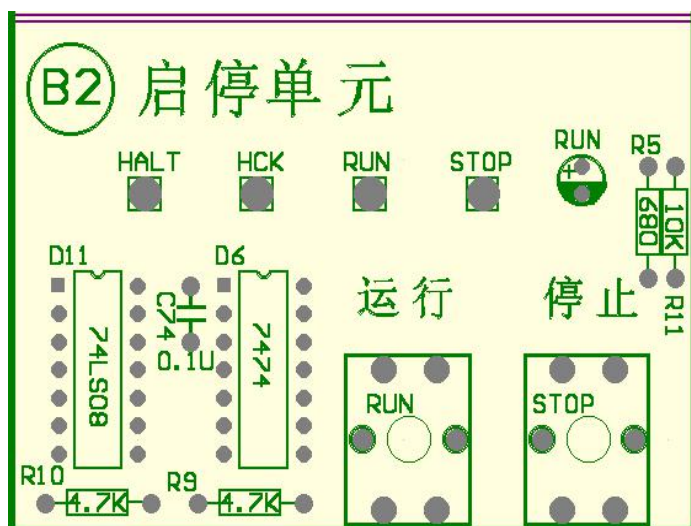 B2 启停单元
HALT HCK RUN STOP RUN R5
680 10K
D11 D6 R11
74LS08 C74 0.1U 7474
运行 停止
RUN STOP
R10 4.7K R9 4.7K